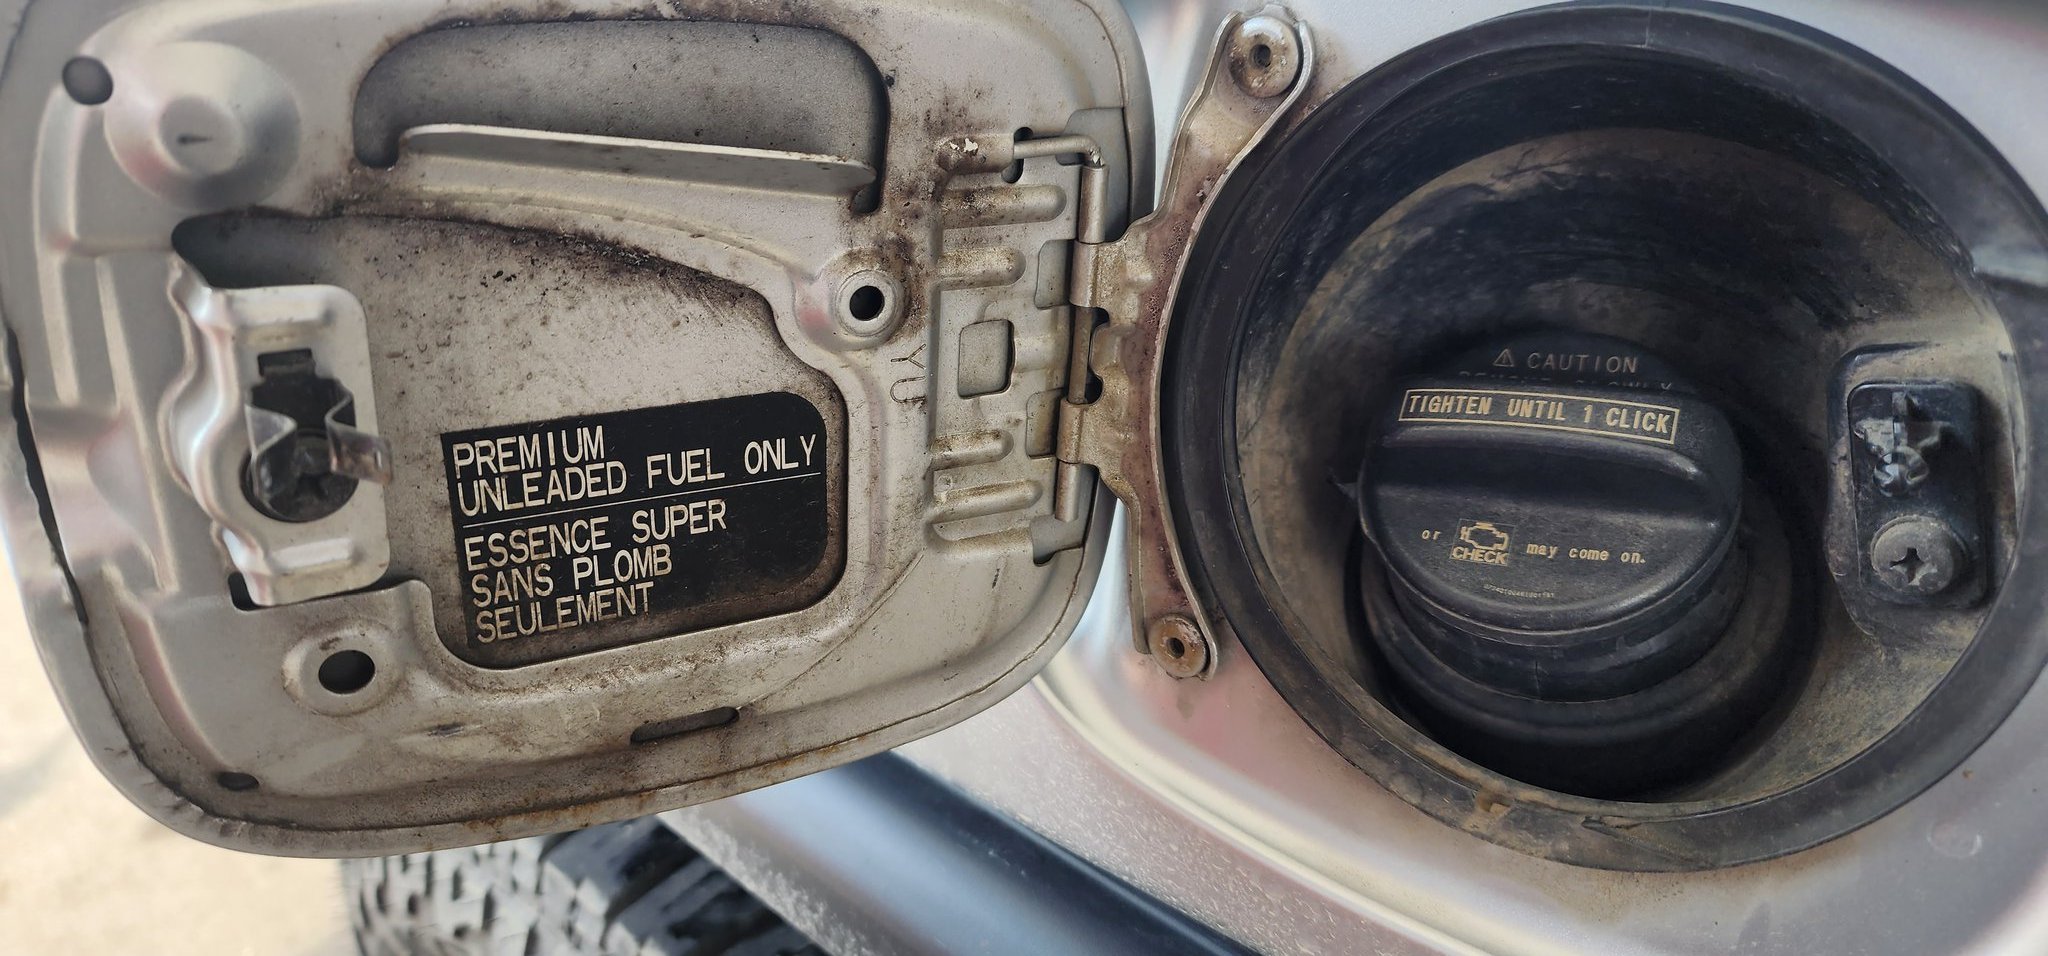 PREMIUM
UNLEADED FUEL ONLY
ESSENCE SUPER
SANS PLOMB
SEULEMENT
YU
⚠ CAUTION
TIGHTEN UNTIL 1 CLICK
or CHECK may come on.